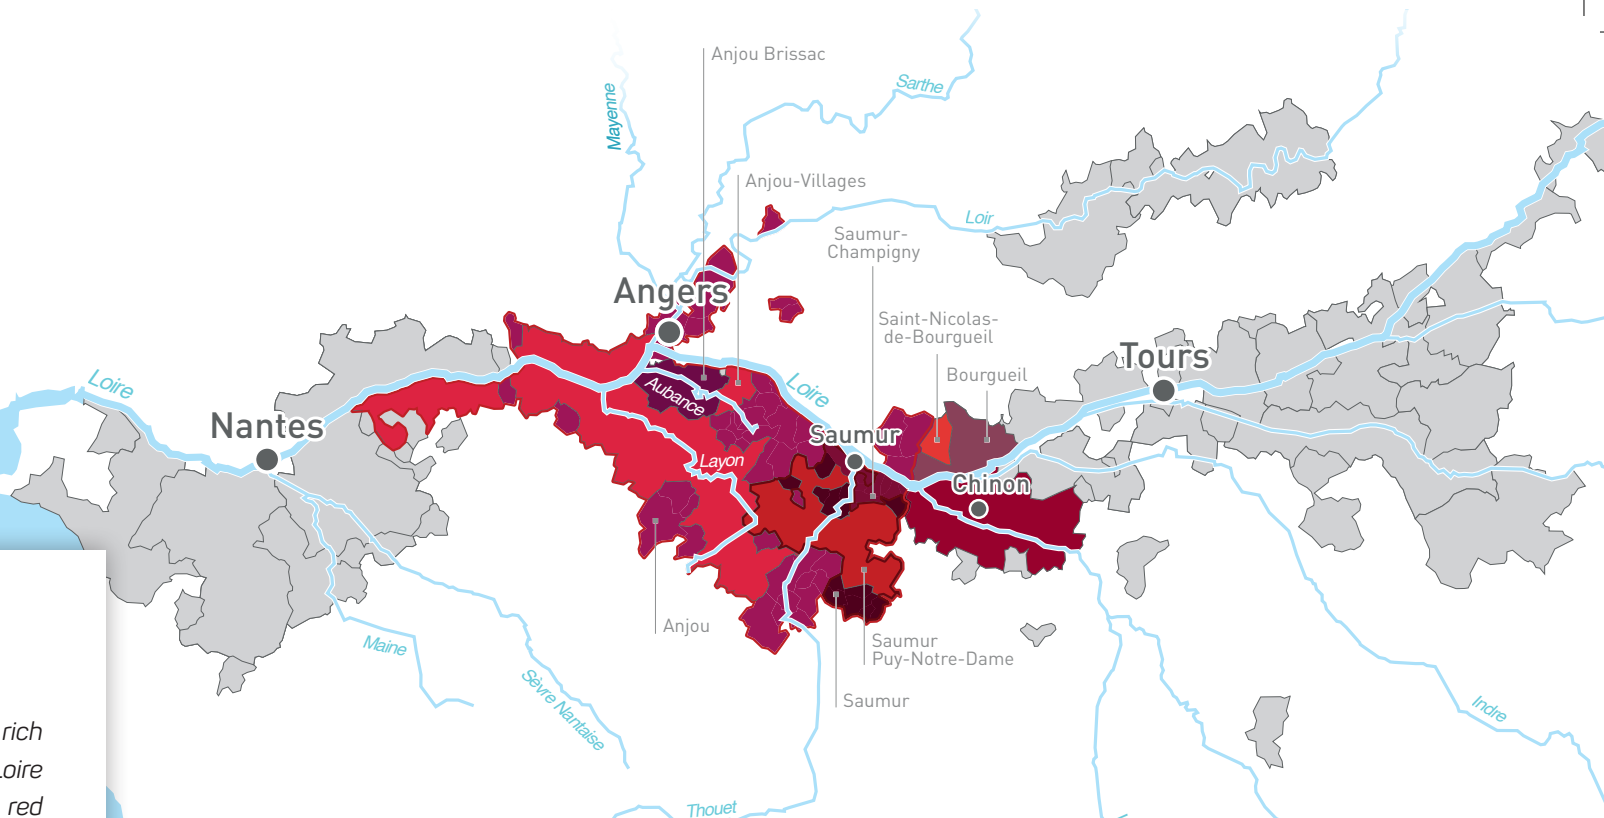 Anjou Brissac
Sarthe
Mayenne
Anjou-Villages
Loir
Saumur-
Champigny
Angers
Saint-Nicolas-
de-Bourgueil
Tours
Bourgueil
Loire
Loire
Aubance
Nantes
Saumur
Layon
Chinon
Anjou
Maine
Saumur
Puy-Notre-Dame
Sèvre Nantaise
Saumur
Indre
rich
Loire
red
Thouet